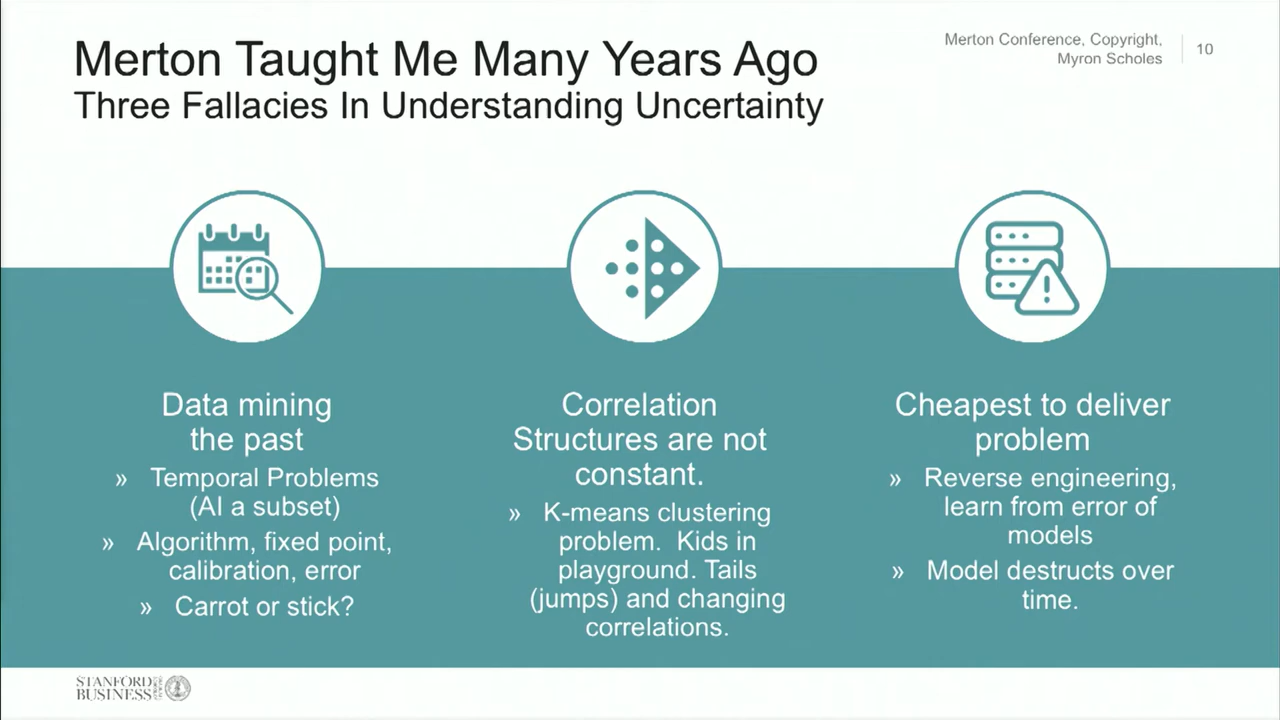 Merton Taught Me Many Years Ago
Three Fallacies In Understanding Uncertainty
Merton Conference, Copyright,
Myron Scholes
10
Data mining
the past
» Temporal Problems
(AI a subset)
» Algorithm, fixed point,
calibration, error
» Carrot or stick?
Correlation
Structures are not
constant.
» K-means clustering
problem. Kids in
playground. Tails
(jumps) and changing
correlations.
Cheapest to deliver
problem
» Reverse engineering,
learn from error of
models
» Model destructs over
time.
STANFORD
BUSINESS